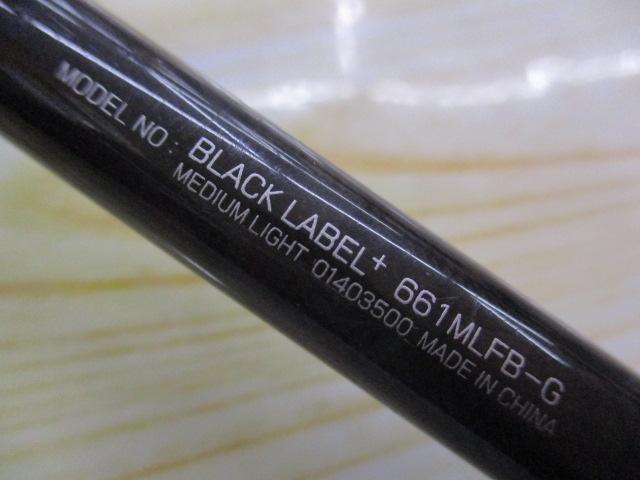 MODEL NO : BLACK LABEL+ 661MLFB-G
MEDIUM LIGHT 01403500 MADE IN CHINA